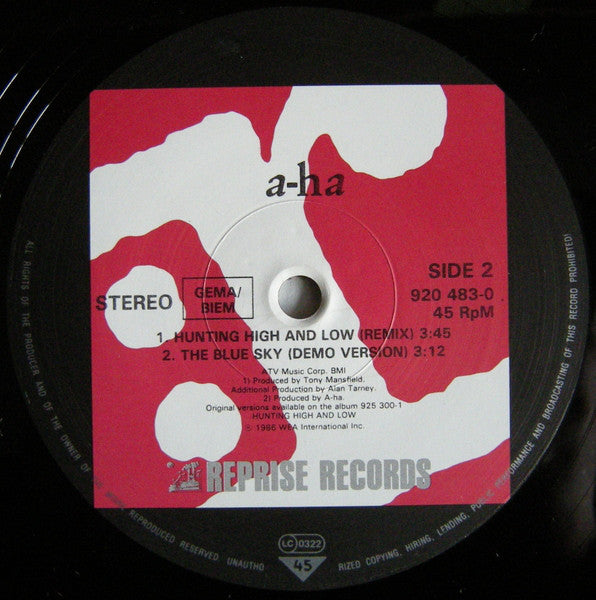 a-ha
SIDE 2
STEREO
GEMA/
BIEM
920 483-0
45 RpM
1. HUNTING HIGH AND LOW (REMIX) 3:45
2. THE BLUE SKY (DEMO VERSION) 3:12
ATV Music Corp. BMI
1) Produced by Tony Mansfield.
Additional Production by Alan Tarney.
2) Produced by A-ha.
Original versions available on the album 925 300-1
HUNTING HIGH AND LOW
℗ 1986 WEA International Inc.
REPRISE RECORDS
ALL RIGHTS OF THE PRODUCER AND OF THE OWNER OF THE WORK REPRODUCED RESERVED UNAUTHO
RIZED COPYING, HIRING, LENDING, PUBLIC PERFORMANCE AND BROADCASTING OF THIS RECORD PROHIBITED!
LC 0322
45